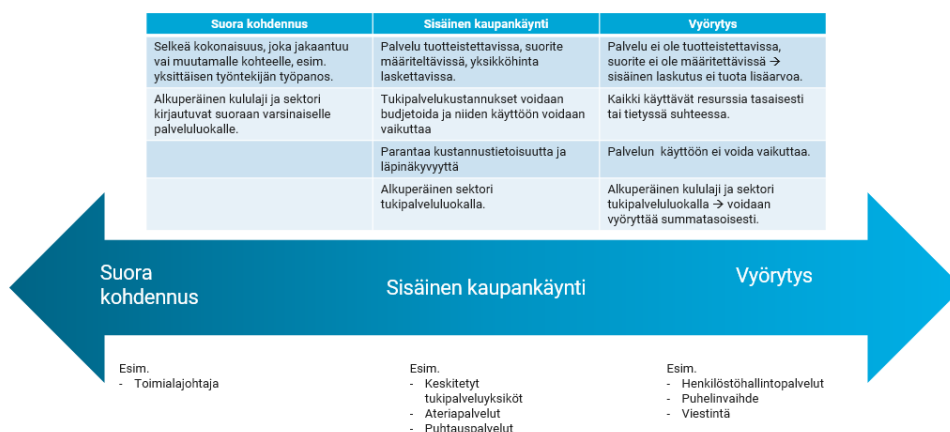 Suora kohdennus
Sisäinen kaupankäynti
Vyörytys
Selkeä kokonaisuus, joka jakaantuu
vai muutamalle kohteelle, esim.
yksittäisen työntekijän työpanos.
Palvelu tuotteistettavissa, suorite
määriteltävissä, yksikköhinta
laskettavissa.
Palvelu ei ole tuotteistettavissa,
suorite ei ole määritettävissä →
sisäinen laskutus ei tuota lisäarvoa.
Alkuperäinen kululaji ja sektori
kirjautuvat suoraan varsinaiselle
palveluluokalle.
Tukipalvelukustannukset voidaan
budjetoida ja niiden käyttöön voidaan
vaikuttaa
Kaikki käyttävät resurssia tasaisesti
tai tietyssä suhteessa.
Parantaa kustannustietoisuutta ja
läpinäkyvyyttä
Palvelun käyttöön ei voida vaikuttaa.
Alkuperäinen sektori
tukipalveluluokalla.
Alkuperäinen kululaji ja sektori
tukipalveluluokalla → voidaan
vyöryttää summatasoisesti.
Suora
kohdennus
Sisäinen kaupankäynti
Vyörytys
Esim.
- Toimialajohtaja
Esim.
- Keskitetyt
tukipalveluyksiköt
- Ateriapalvelut
- Puhtauspalvelut
Esim.
- Henkilöstöhallintopalvelut
- Puhelinvaihde
- Viestintä